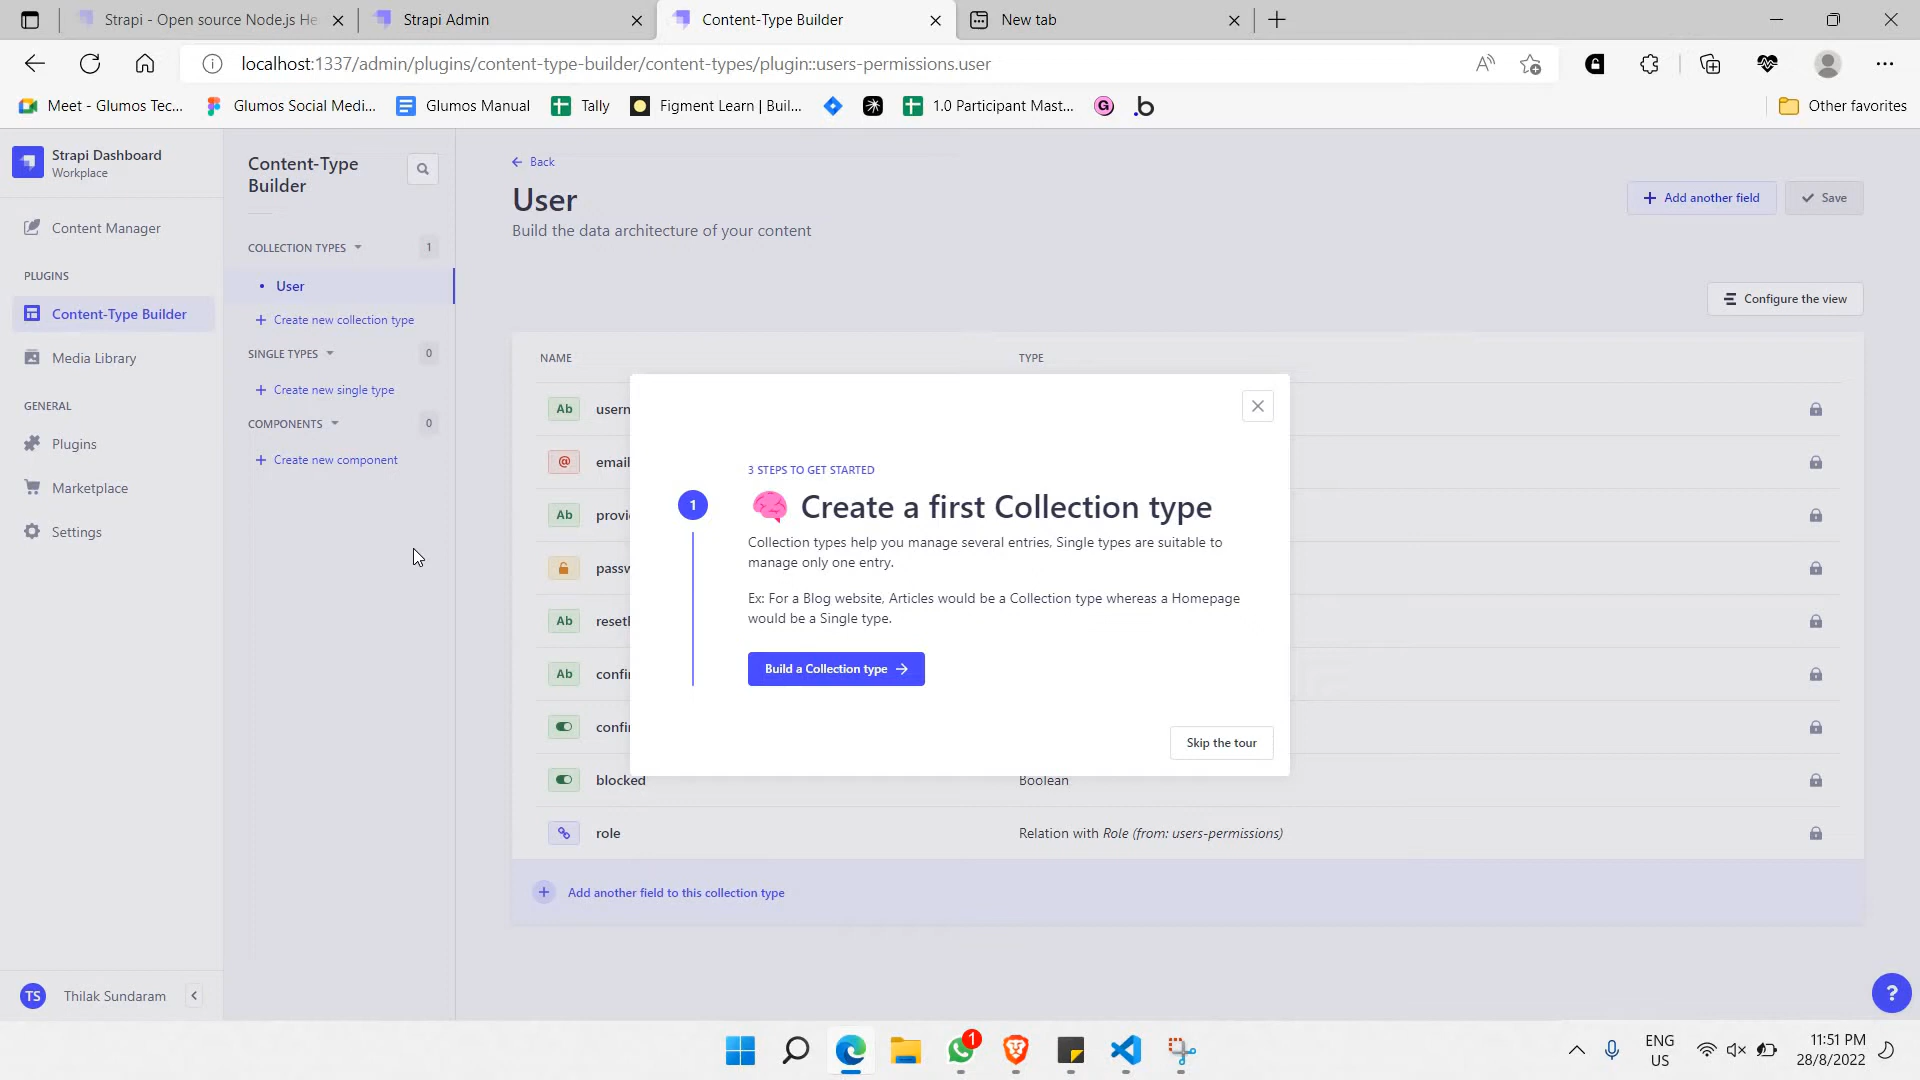 Strapi - Open source Node.js He
Strapi Admin
Content-Type Builder
New tab
localhost:1337/admin/plugins/content-type-builder/content-types/plugin::users-permissions.user
Meet - Glumos Tec...
Glumos Social Medi...
Glumos Manual
Tally
Figment Learn | Buil...
1.0 Participant Mast...
G
.b
Other favorites
Strapi Dashboard
Workplace
Content Manager
PLUGINS
Content-Type Builder
Media Library
GENERAL
Plugins
Marketplace
Settings
TS
Thilak Sundaram
Content-Type
Builder
COLLECTION TYPES
1
User
Create new collection type
SINGLE TYPES
0
Create new single type
COMPONENTS
0
Create new component
Back
User
Build the data architecture of your content
Add another field
Save
Configure the view
NAME
TYPE
Ab
usern
@
email
Ab
provi
passw
Ab
Ab
confi
confi
blocked
Boolean
role
Relation with Role (from: users-permissions)
Add another field to this collection type
3 STEPS TO GET STARTED
1
Create a first Collection type
Collection types help you manage several entries, Single types are suitable to
manage only one entry.
Ex: For a Blog website, Articles would be a Collection type whereas a Homepage
would be a Single type.
Build a Collection type
Skip the tour
?
1
ENG
US
11:51 PM
28/8/2022